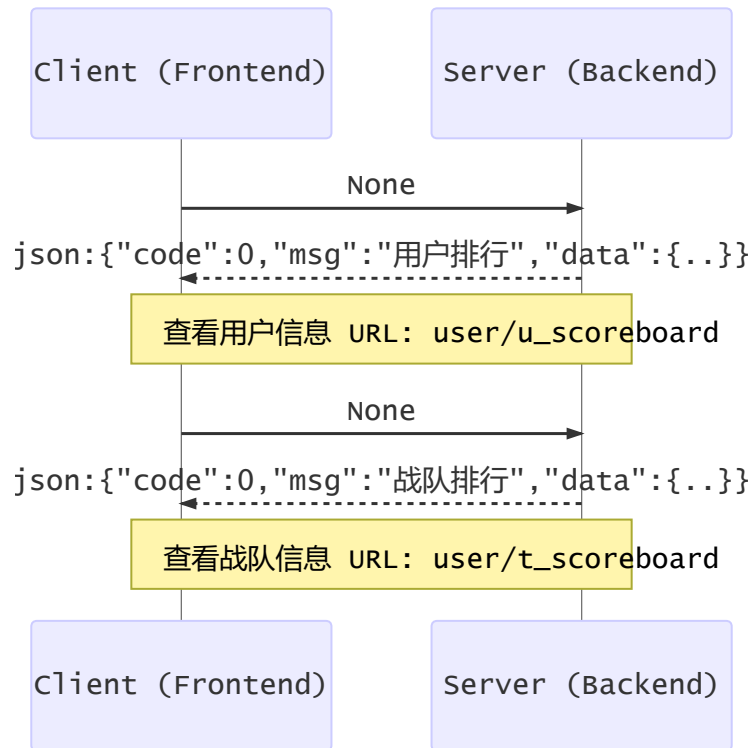 Client (Frontend)
Server (Backend)
None
json:{"code":0,"msg":"用户排行","data":{..}}
查看用户信息 URL: user/u_scoreboard
None
json:{"code":0,"msg":"战队排行","data":{..}}
查看战队信息 URL: user/t_scoreboard
Client (Frontend)
Server (Backend)